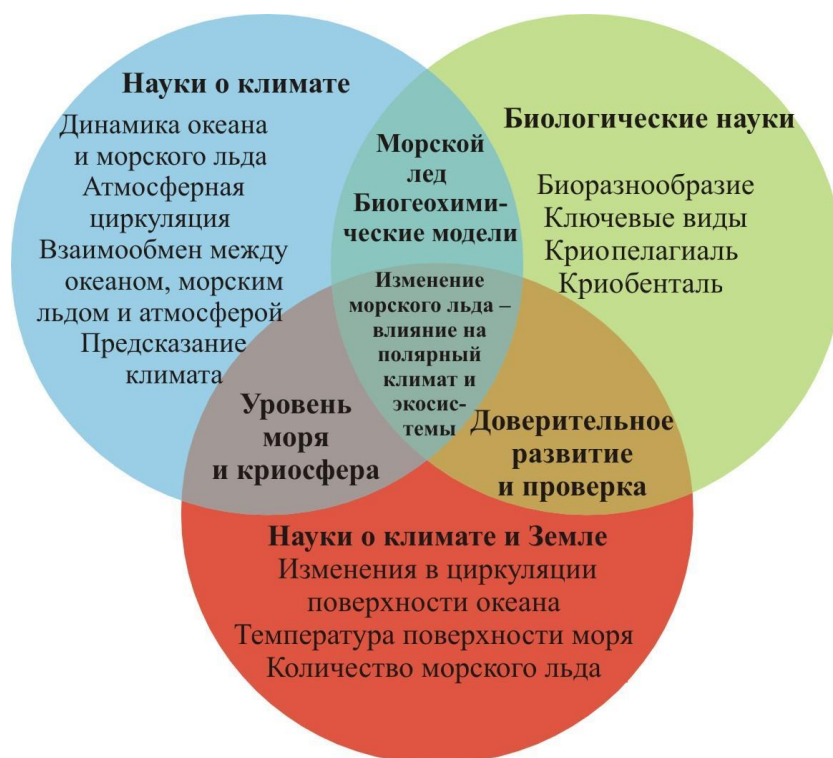 Науки о климате
Динамика океана
и морского льда
Атмосферная
циркуляция
Взаимообмен между
океаном, морским
льдом и атмосферой
Предсказание
климата
Морской
лед
Биогеохими-
ческие модели
Биологические науки
Биоразнообразие
Ключевые виды
Криопелагиаль
Криобенталь
Изменение
морского льда –
влияние на
полярный
климат и
экосис-
темы
Уровень
моря
и криосфера
Доверительное
развитие
и проверка
Науки о климате и Земле
Изменения в циркуляции
поверхности океана
Температура поверхности моря
Количество морского льда